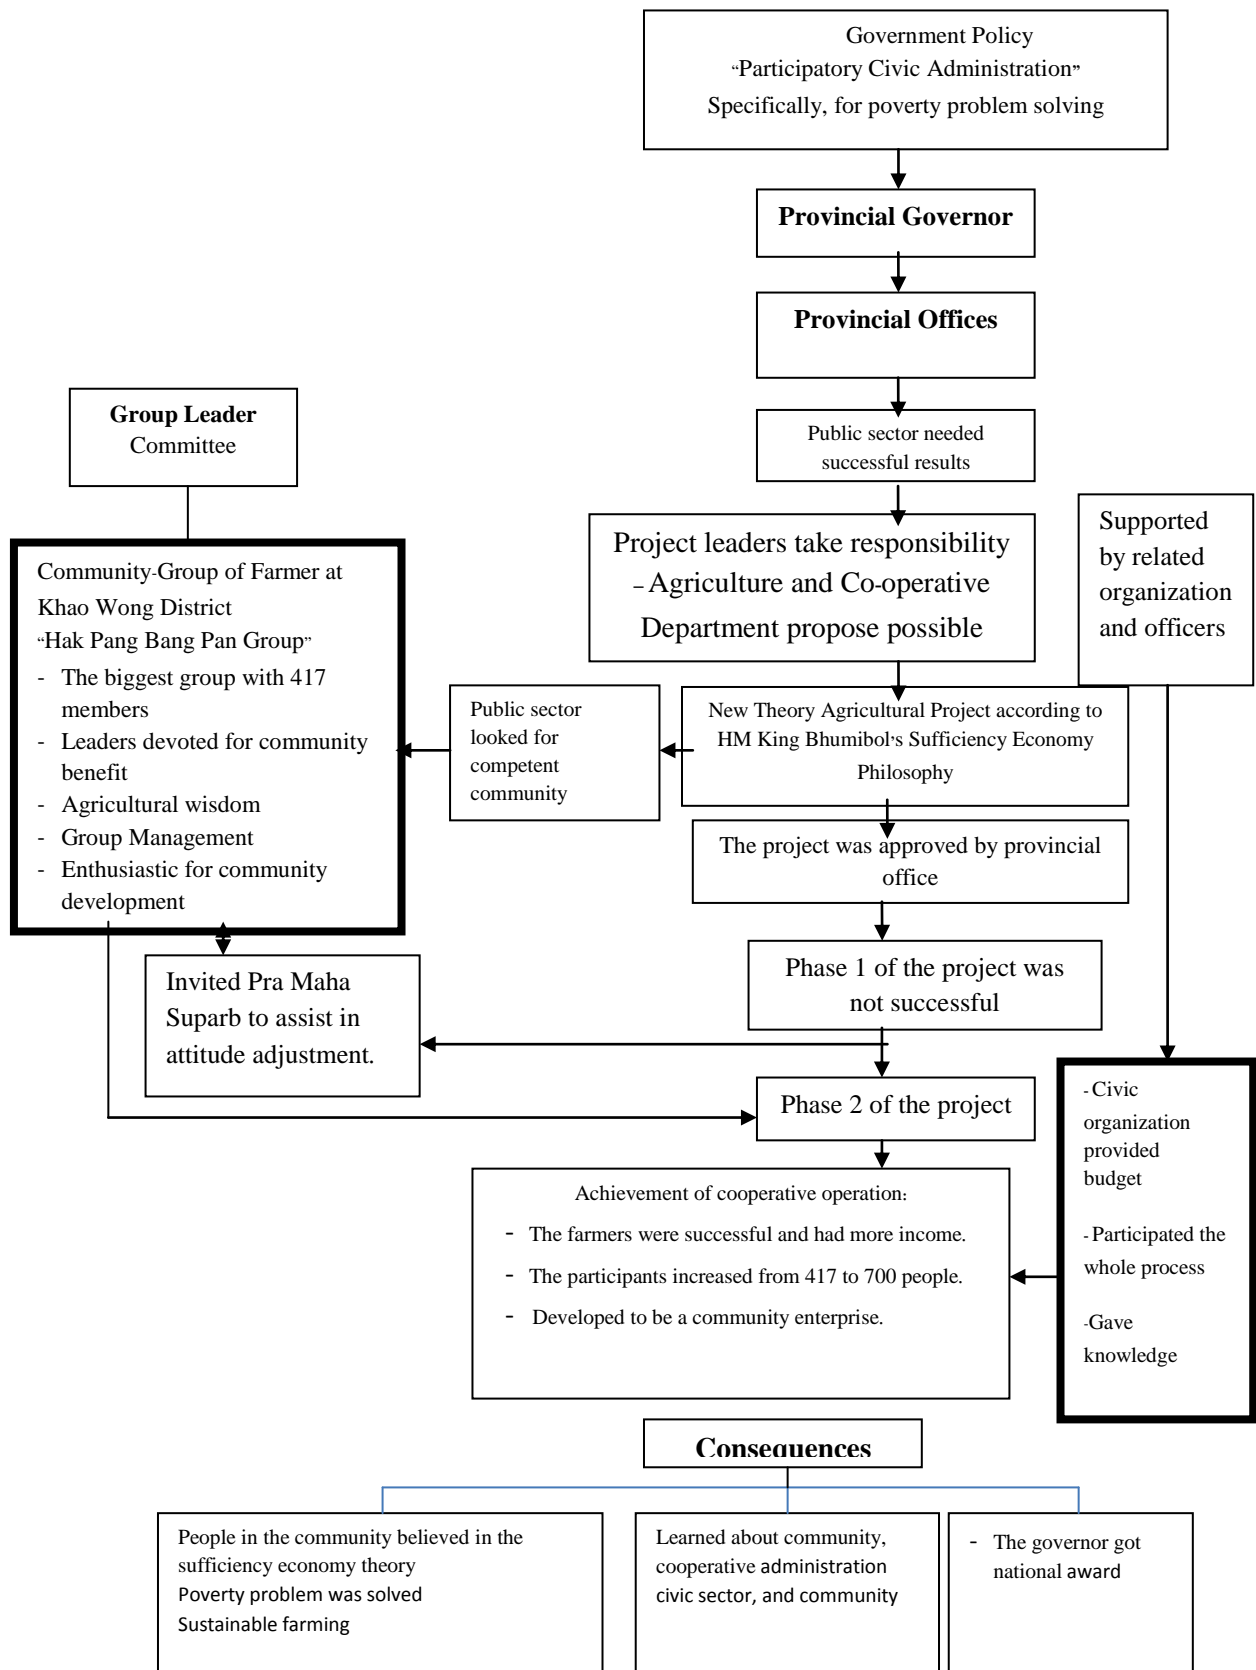 Government Policy
“Participatory Civic Administration”
Specifically, for poverty problem solving
Provincial Governor
Provincial Offices
Group Leader
Committee
Public sector needed
successful results
Project leaders take responsibility
– Agriculture and Co-operative
Department propose possible
Supported
by related
organization
and officers
Community-Group of Farmer at
Khao Wong District
“Hak Pang Bang Pan Group”
- The biggest group with 417
members
- Leaders devoted for community
benefit
- Agricultural wisdom
- Group Management
- Enthusiastic for community
development
Public sector
looked for
competent
community
New Theory Agricultural Project according to
HM King Bhumibol’s Sufficiency Economy
Philosophy
The project was approved by provincial
office
Phase 1 of the project was
not successful
Invited Pra Maha
Suparb to assist in
attitude adjustment.
Phase 2 of the project
- Civic
organization
provided
budget
- Participated the
whole process
- Gave
knowledge
Achievement of cooperative operation:
- The farmers were successful and had more income.
- The participants increased from 417 to 700 people.
- Developed to be a community enterprise.
Consequences
People in the community believed in the
sufficiency economy theory
Poverty problem was solved
Sustainable farming
Learned about community,
cooperative administration
civic sector, and community
- The governor got
national award